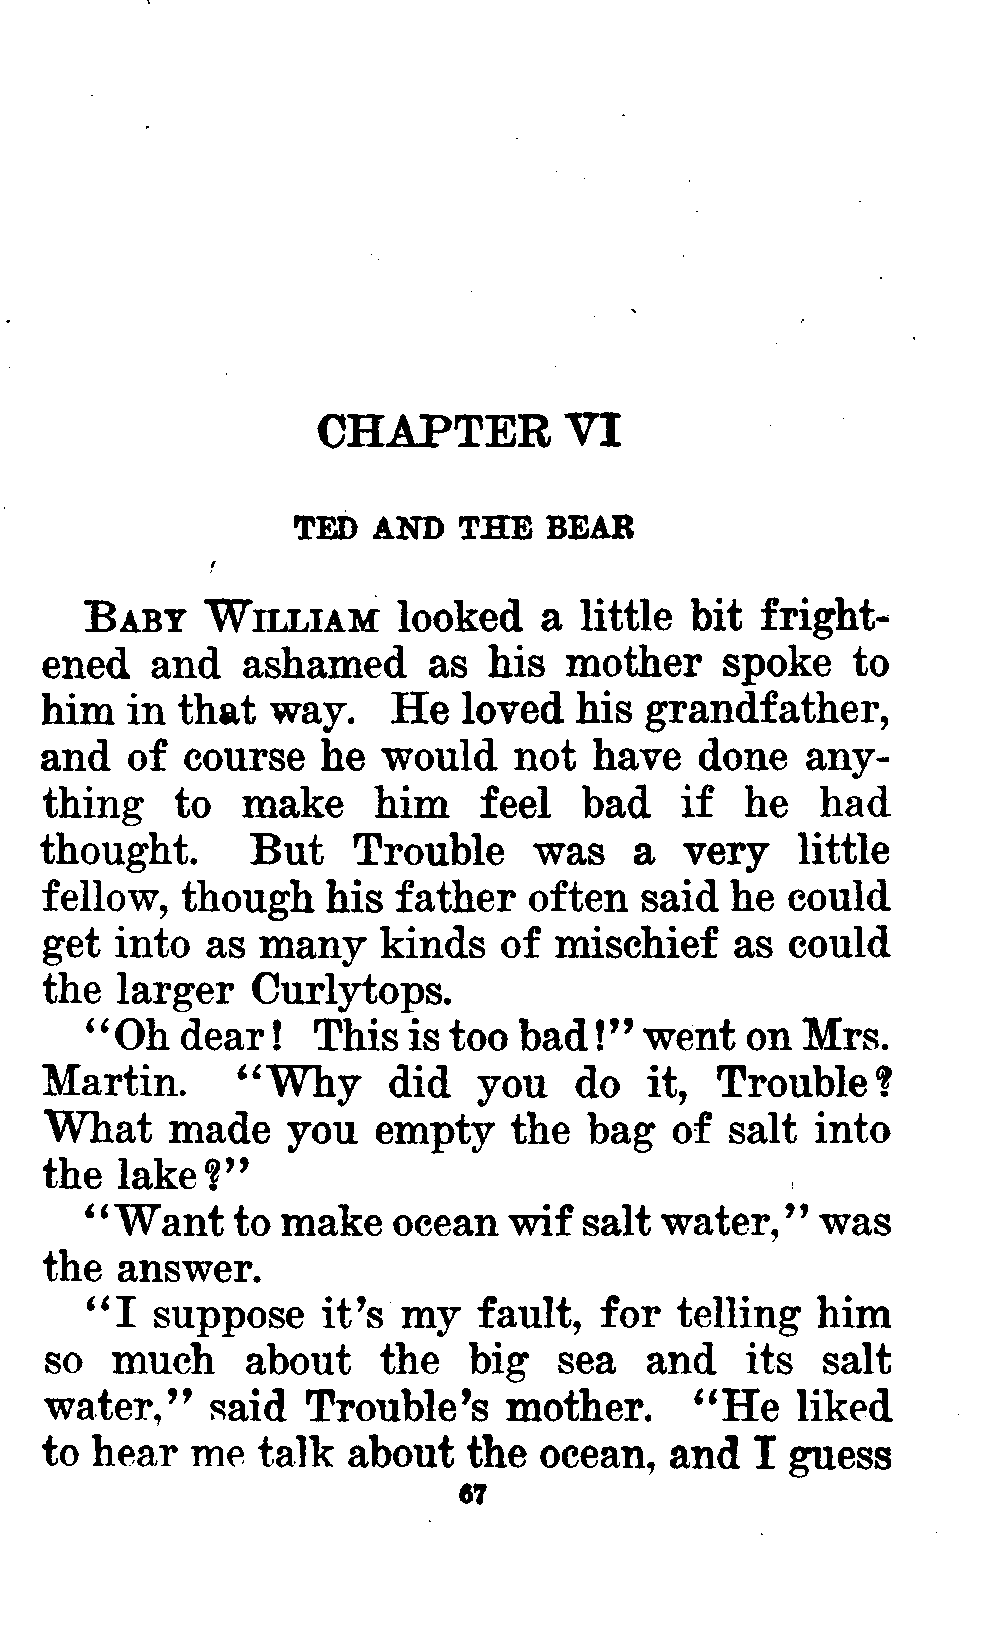 CHAPTER VI
TED AND THE BEAR
BABY WILLIAM looked a little bit fright-
ened and ashamed as his mother spoke to
him in that way. He loved his grandfather,
and of course he would not have done any-
thing to make him feel bad if he had
thought. But Trouble was a very little
fellow, though his father often said he could
get into as many kinds of mischief as could
the larger Curlytops.
"Oh dear! This is too bad!" went on Mrs.
Martin. "Why did you do it, Trouble?
What made you empty the bag of salt into
the lake?"
"Want to make ocean wif salt water," was
the answer.
"I suppose it's my fault, for telling him
so much about the big sea and its salt
water," said Trouble's mother. "He liked
to hear me talk about the ocean, and I guess
67